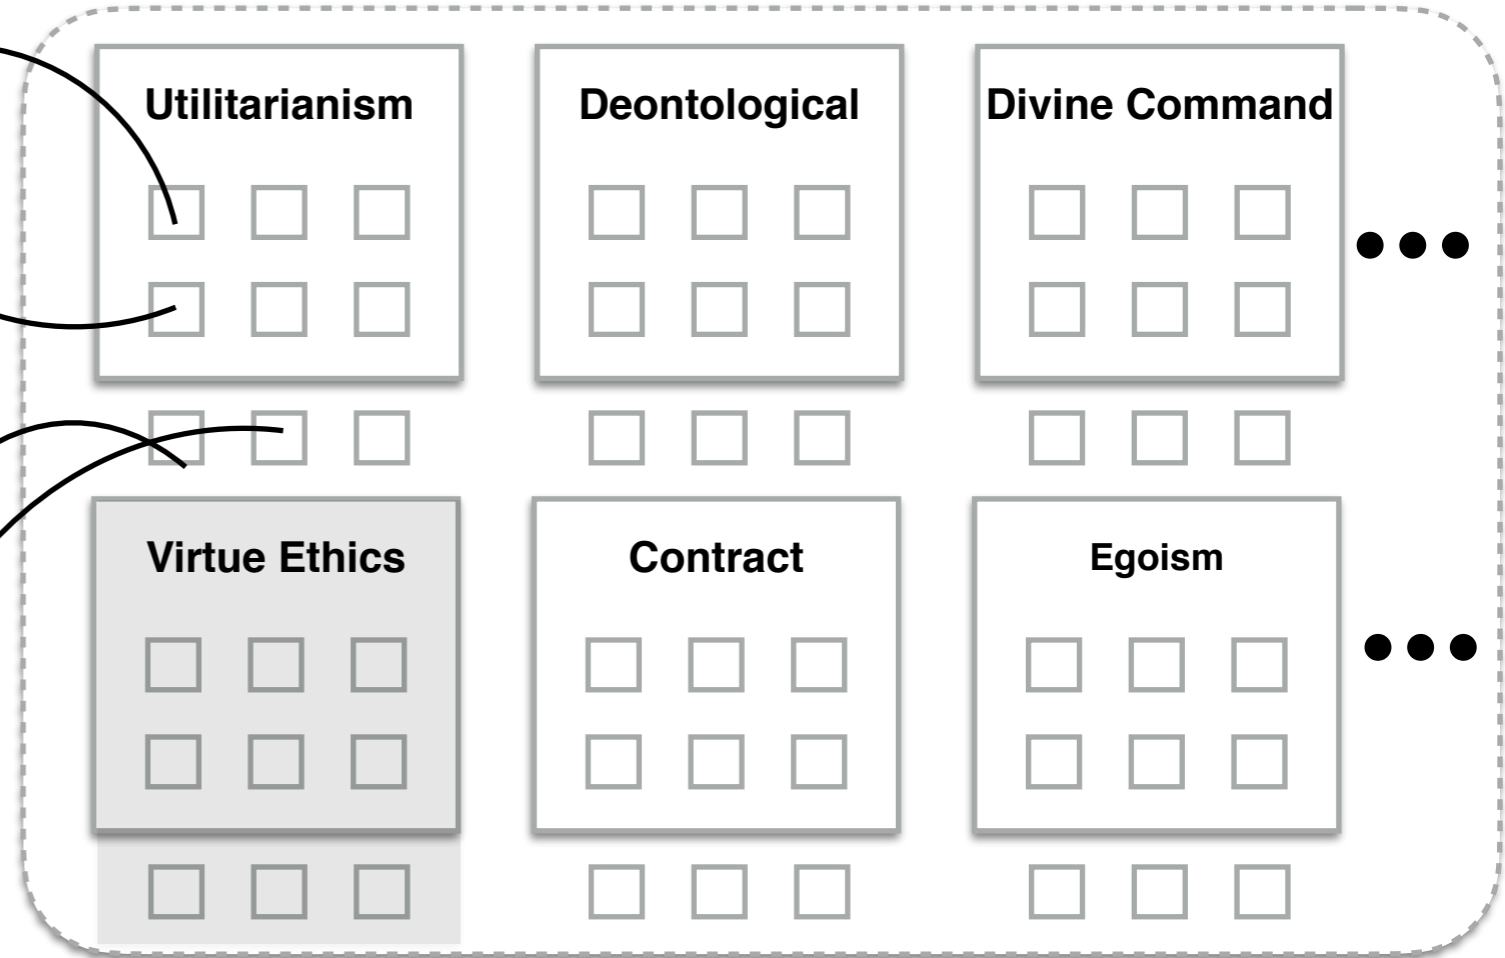 Utilitarianism
Deontological
Divine Command
Virtue Ethics
Contract
Egoism